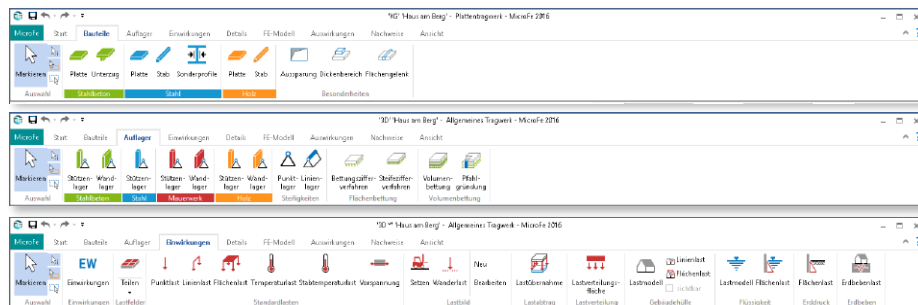 "KG" 'Haus am Berg' - Plattentragwerk - MicroFe 2016
MicroFe Start Bauteile Auflager Einwirkungen Details FE-Modell Auswirkungen Nachweise Ansicht
Markieren Platte Unterzug Platte Stab Sonderprofile Platte Stab Aussparung Dickenbereich Flächengelenk
Auswahl Stahlbeton Stahl Holz Besonderheiten
"3D" 'Haus am Berg' - Allgemeines Tragwerk - MicroFe 2016
MicroFe Start Bauteile Auflager Einwirkungen Details FE-Modell Auswirkungen Nachweise Ansicht
Markieren Stützen- Wand- Stützen- Stützen- Wand- Stützen- Wand- Punkt- Linien- Bettungsziffer- Steifeziffer- Volumen- Pfahl-
lager lager lager lager lager lager lager lager lager verfahren verfahren bettung gründung
Auswahl Stahlbeton Stahl Mauerwerk Holz Steifigkeiten Flächenbettung Volumenbettung
"3D *" 'Haus am Berg' - Allgemeines Tragwerk - MicroFe 2016
MicroFe Start Bauteile Auflager Einwirkungen Details FE-Modell Auswirkungen Nachweise Ansicht
EW Neu Linienlast
Flächenlast
Markieren Einwirkungen Teilen Punktlast Linienlast Flächenlast Temperaturlast Stabtemperaturlast Vorspannung Setzen Wanderlast Bearbeiten Lastübernahme Lastverteilungs- Lastmodell sichtbar Lastmodell Flächenlast Flächenlast Erdbebenlast
fläche
Auswahl Einwirkungen Lastfelder Standardlasten Lastbild Lastabtrag Lastverteilung Gebäudehülle Flüssigkeit Erddruck Erdbeben